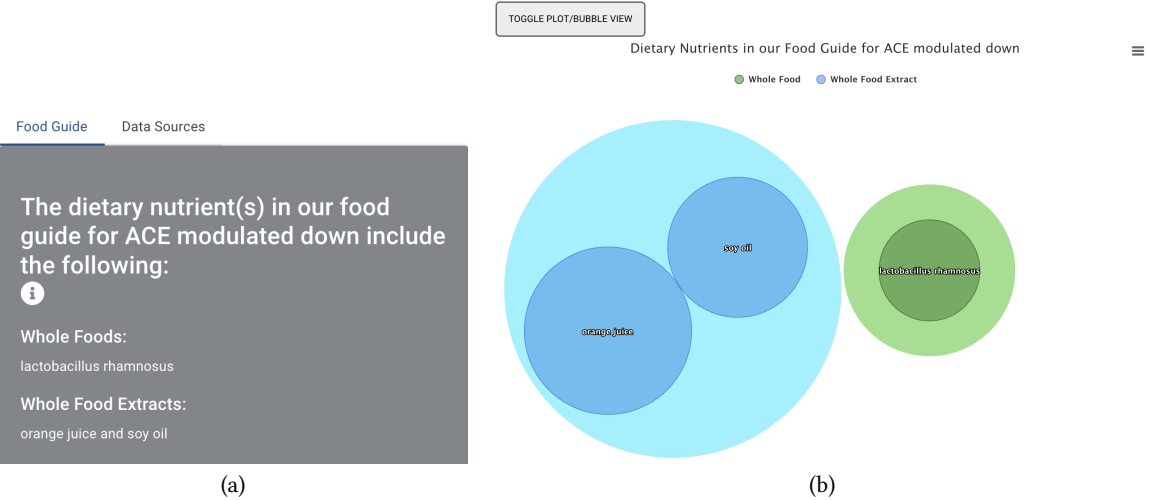 TOGGLE PLOT/BUBBLE VIEW
Dietary Nutrients in our Food Guide for ACE modulated down
Whole Food
Whole Food Extract
Food Guide
Data Sources
The dietary nutrient(s) in our food
guide for ACE modulated down include
the following:
i
Whole Foods:
lactobacillus rhamnosus
Whole Food Extracts:
orange juice and soy oil
soy oil
orange juice
lactobacillus rhamnosus
(a)
(b)